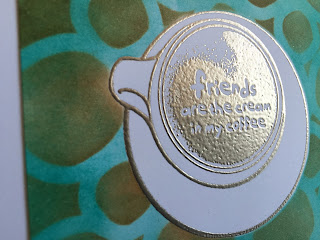 friends
are the cream
in my coffee